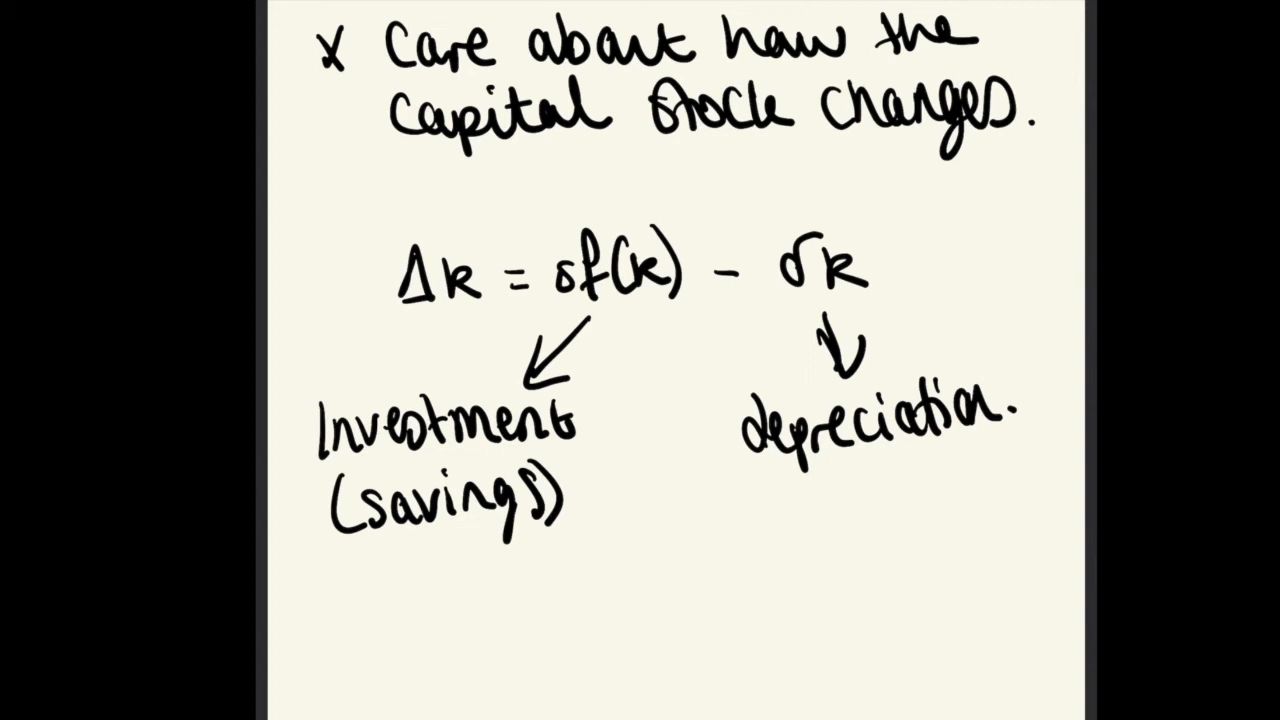 x Care about how the
capital stock changes.
Δk = sf(k) - δk
Investment
(savings)
depreciation.